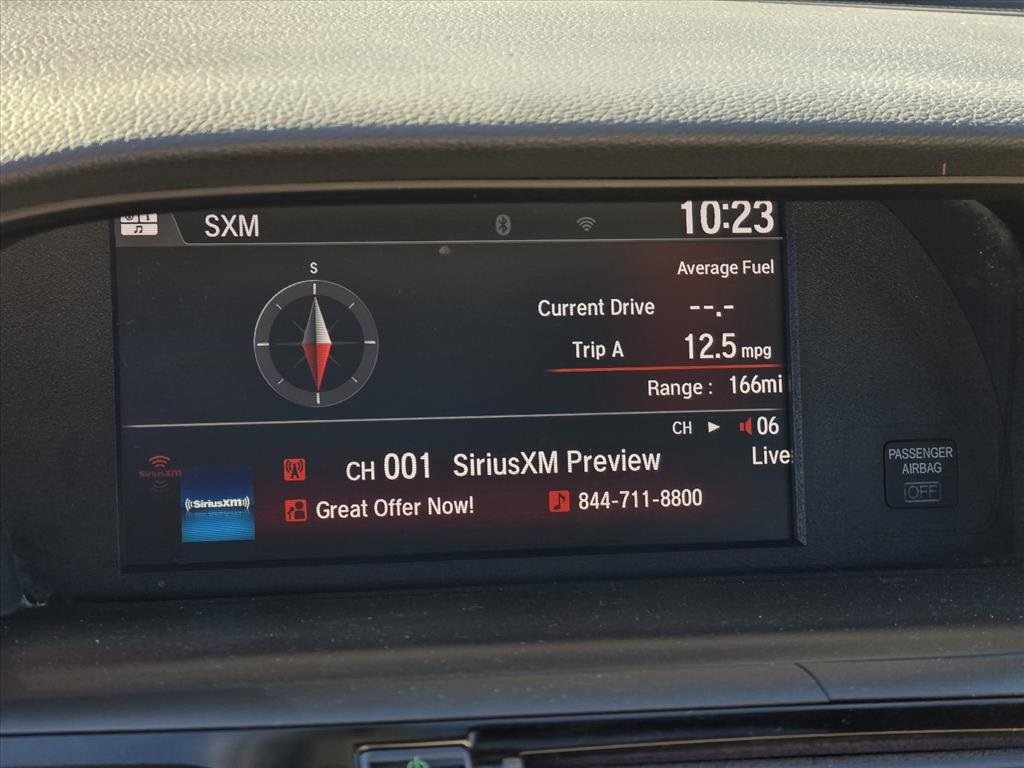 SXM
10:23
S
Average Fuel
Current Drive --.-
Trip A 12.5 mpg
Range : 166mi
CH ► 06
Live
SiriusXM
CH 001 SiriusXM Preview
((SiriusXM))
Great Offer Now! 844-711-8800
PASSENGER
AIRBAG
OFF